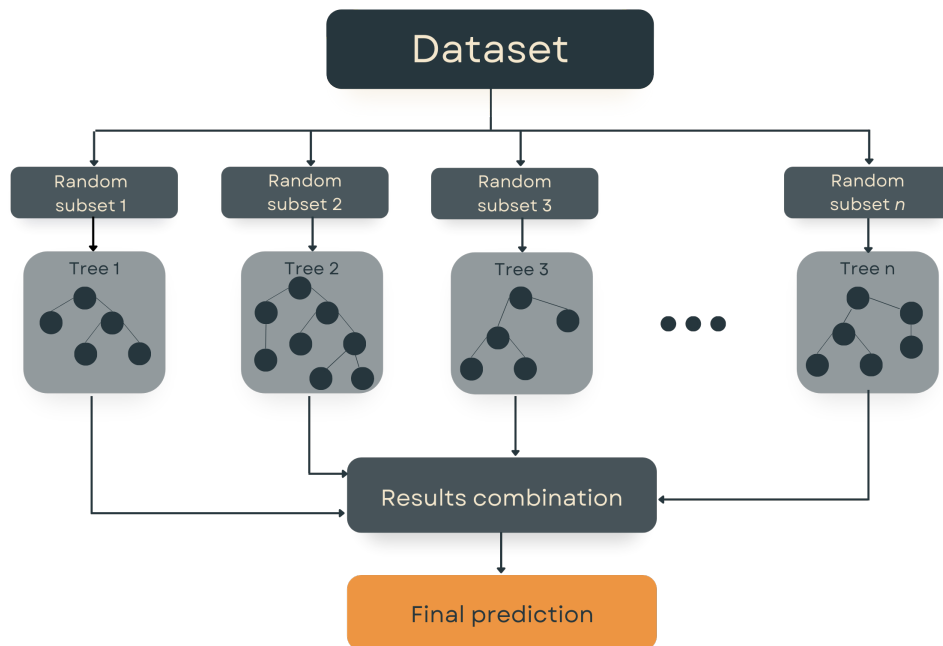 Dataset
Random
subset 1
Random
subset 2
Random
subset 3
Random
subset n
Tree 1
Tree 2
Tree 3
Tree n
Results combination
Final prediction